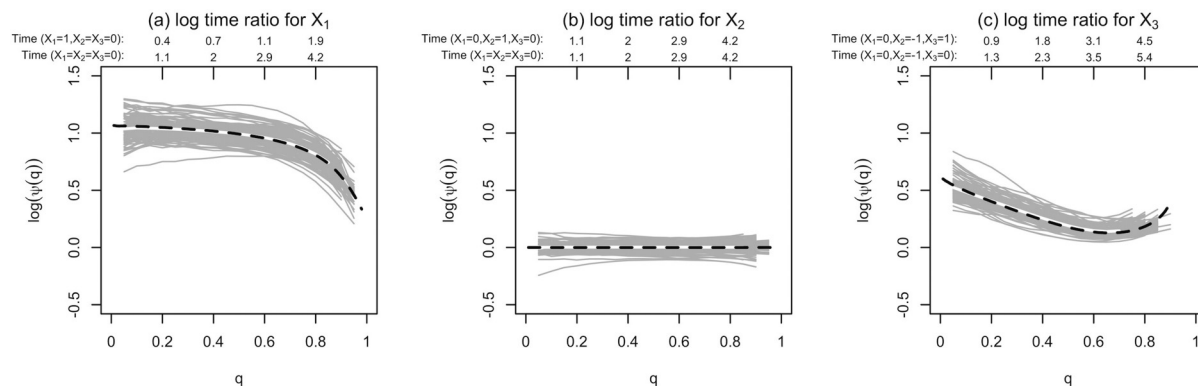 (a) log time ratio for X₁
Time (X₁=1,X₂=X₃=0): 0.4 0.7 1.1 1.9
Time (X₁=X₂=X₃=0): 1.1 2 2.9 4.2
log(ψ(q))
1.5
1.0
0.5
0.0
-0.5
0 0.2 0.4 0.6 0.8 1
q
(b) log time ratio for X₂
Time (X₁=0,X₂=1,X₃=0): 1.1 2 2.9 4.2
Time (X₁=X₂=X₃=0): 1.1 2 2.9 4.2
log(ψ(q))
1.5
1.0
0.5
0.0
-0.5
0 0.2 0.4 0.6 0.8 1
q
(c) log time ratio for X₃
Time (X₁=0,X₂=-1,X₃=1): 0.9 1.8 3.1 4.5
Time (X₁=0,X₂=-1,X₃=0): 1.3 2.3 3.5 5.4
log(ψ(q))
1.5
1.0
0.5
0.0
-0.5
0 0.2 0.4 0.6 0.8 1
q